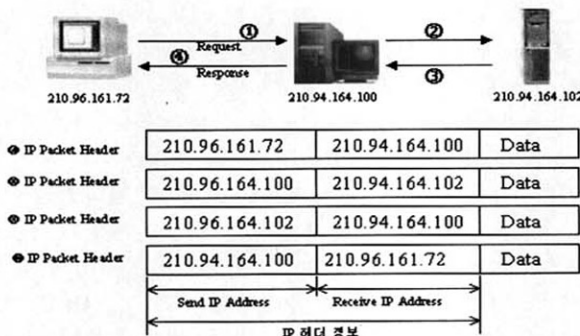 ①
②
④
Request
Response
③
210.96.161.72
210.94.164.100
210.94.164.102
IP Packet Header 210.96.161.72 210.94.164.100 Data
IP Packet Header 210.96.164.100 210.94.164.102 Data
IP Packet Header 210.96.164.102 210.94.164.100 Data
IP Packet Header 210.94.164.100 210.96.161.72 Data
Send IP Address Receive IP Address
IP 헤더 정보